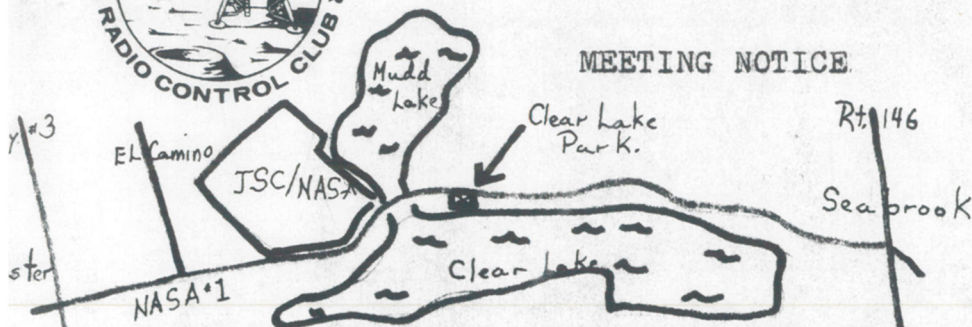 RADIO CONTROL CLUB
MEETING NOTICE
Mudd
Lake
Clear Lake
Park.
Rt. 146
#3
EL Camino
JSC/NASA
Seabrook
Clear Lake
NASA #1